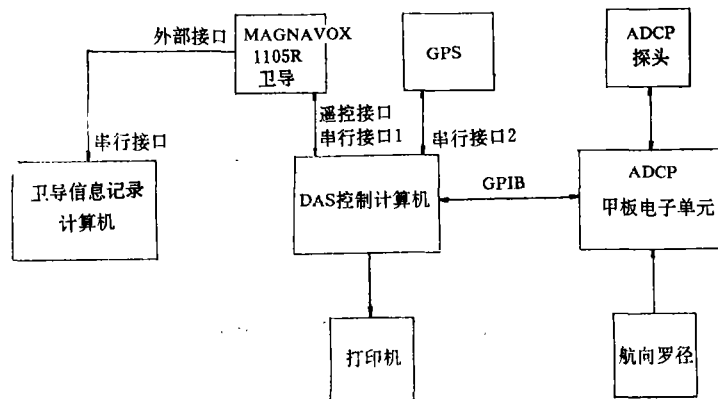 外部接口
MAGNAVOX
1105R
卫导
GPS
ADCP
探头
遥控接口
串行接口1
串行接口2
串行接口
卫导信息记录
计算机
DAS控制计算机
GPIB
ADCP
甲板电子单元
打印机
航向罗径